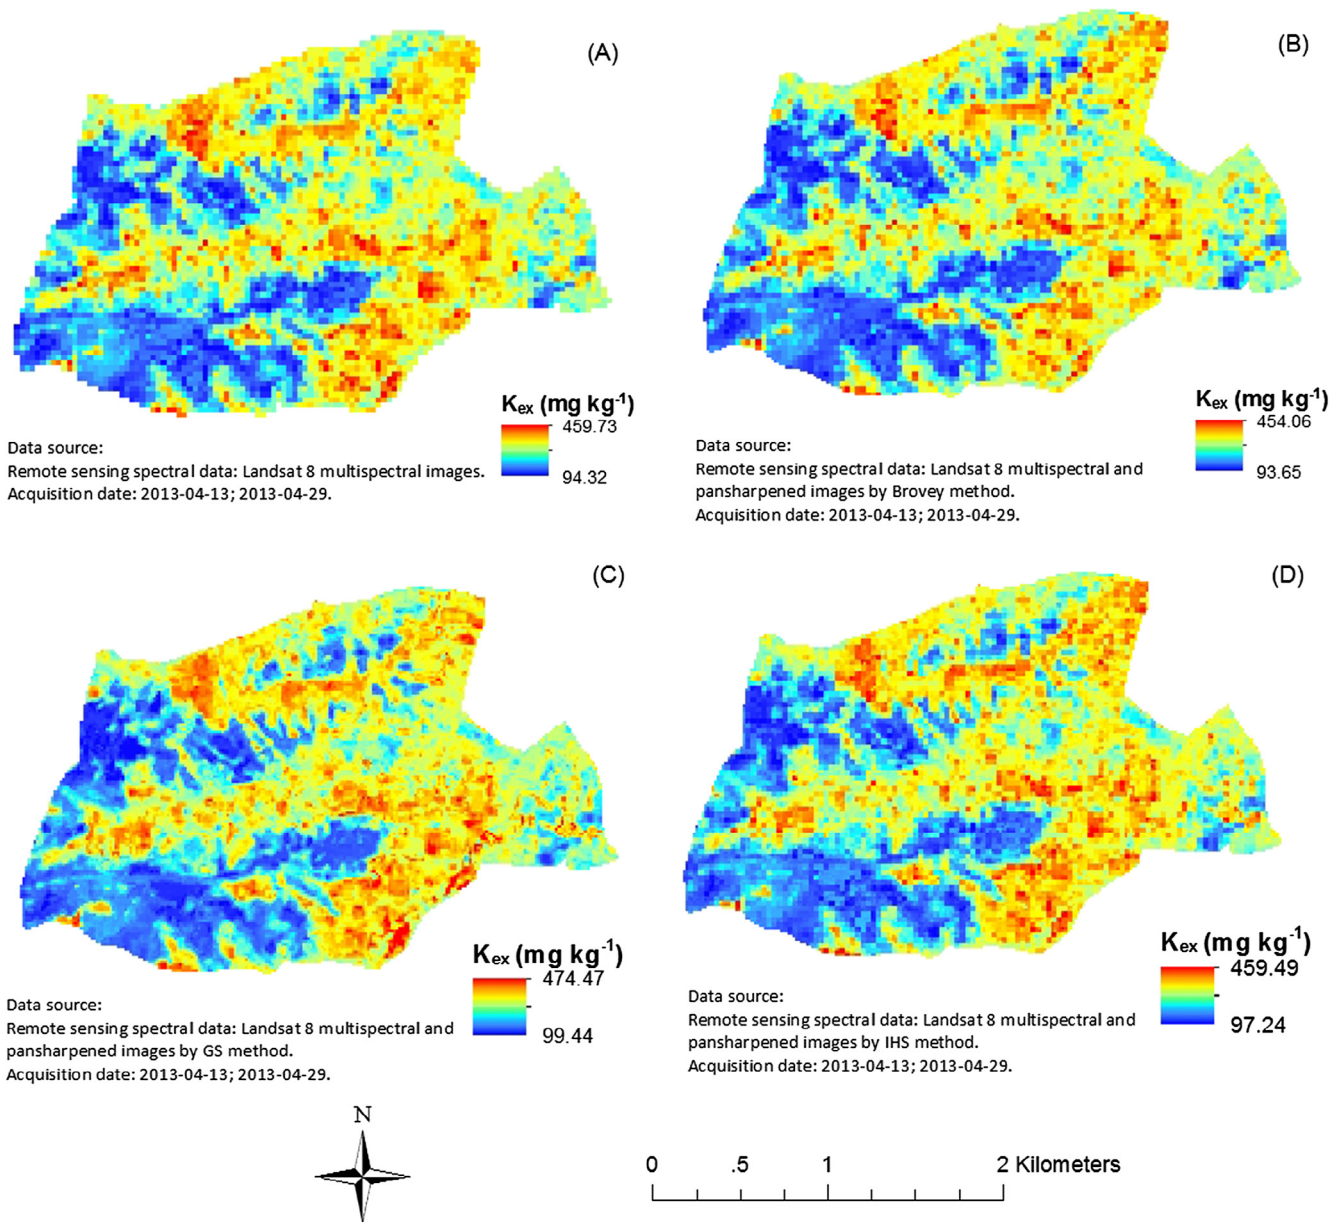 (A)
K_ex (mg kg⁻¹)
459.73
94.32
Data source:
Remote sensing spectral data: Landsat 8 multispectral images.
Acquisition date: 2013-04-13; 2013-04-29.
(B)
K_ex (mg kg⁻¹)
454.06
93.65
Data source:
Remote sensing spectral data: Landsat 8 multispectral and
pansharpened images by Brovey method.
Acquisition date: 2013-04-13; 2013-04-29.
(C)
K_ex (mg kg⁻¹)
474.47
99.44
Data source:
Remote sensing spectral data: Landsat 8 multispectral and
pansharpened images by GS method.
Acquisition date: 2013-04-13; 2013-04-29.
(D)
K_ex (mg kg⁻¹)
459.49
97.24
Data source:
Remote sensing spectral data: Landsat 8 multispectral and
pansharpened images by IHS method.
Acquisition date: 2013-04-13; 2013-04-29.
N
0 .5 1 2 Kilometers